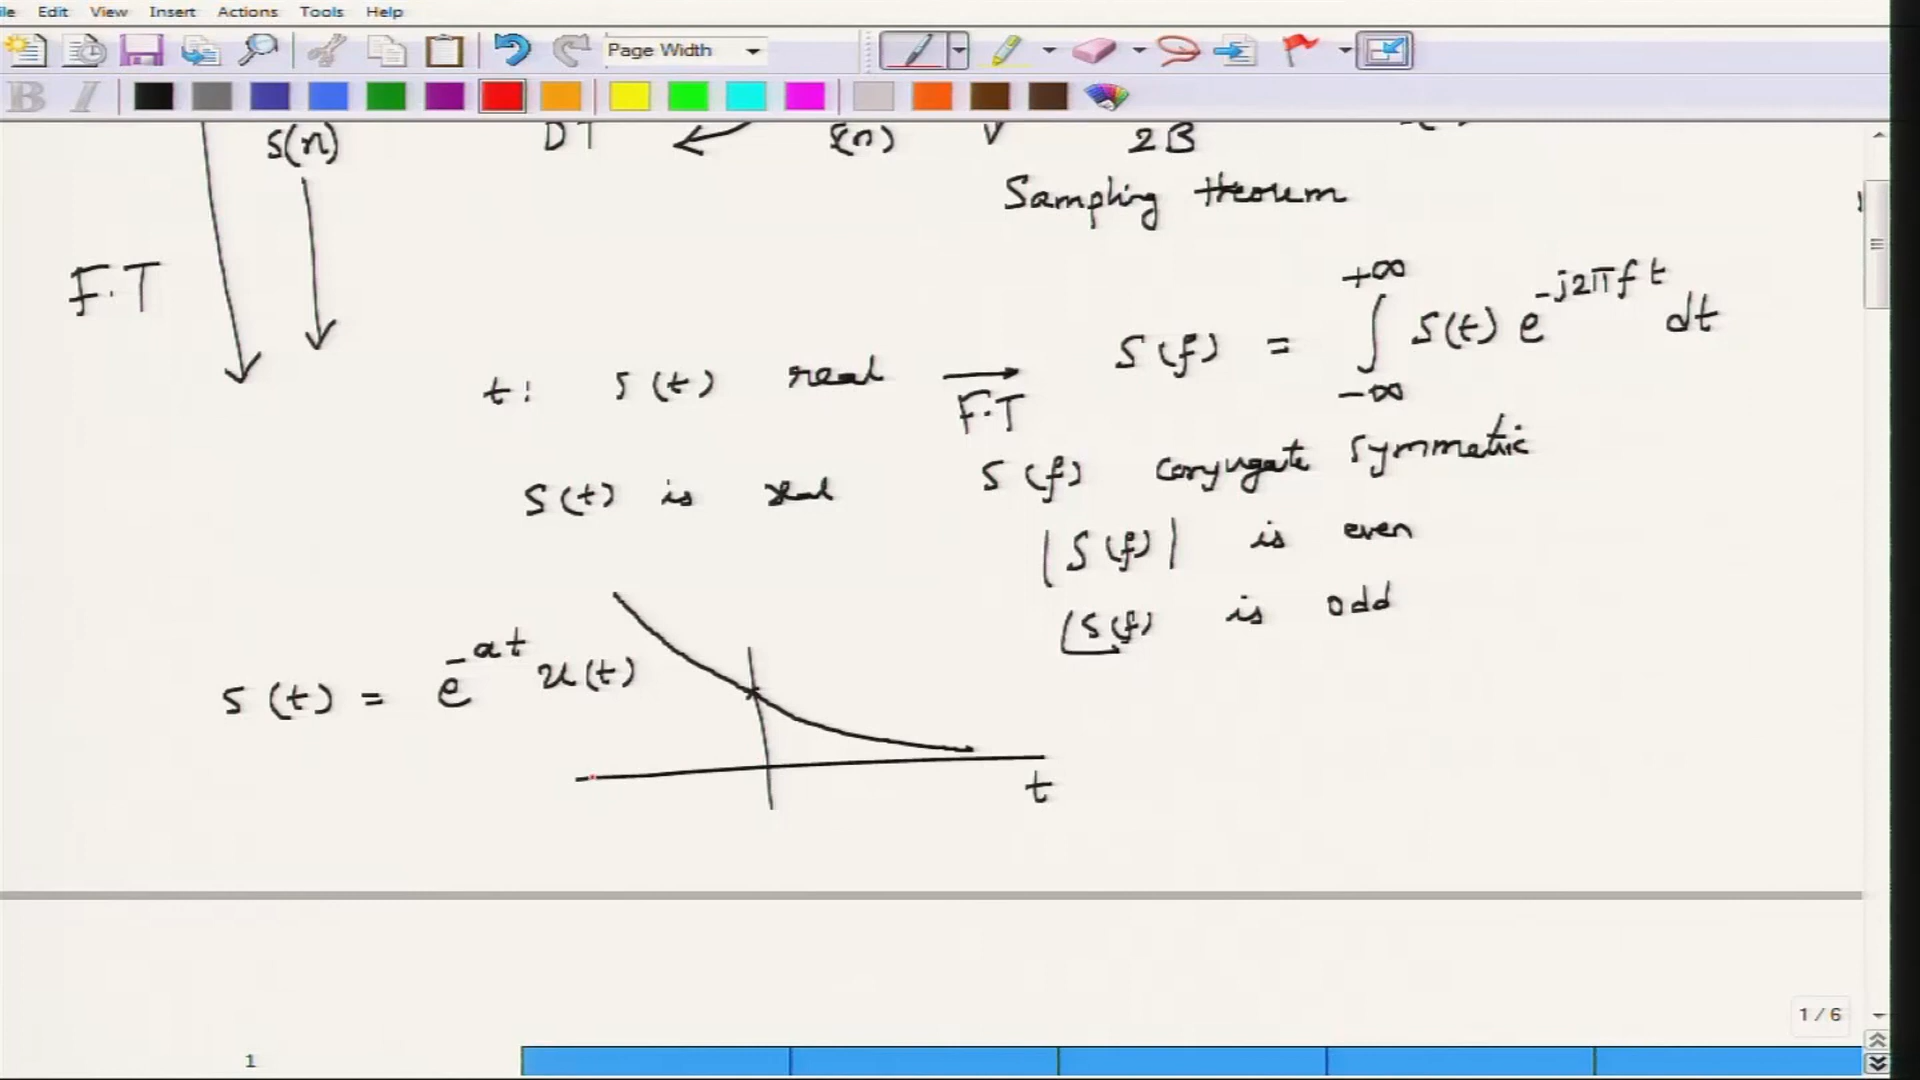 Edit View Insert Actions Tools Help
Page Width
B I
S(n) DT 2B
Sampling theorem
F.T
t: S(t) real → F.T S(f) = ∫_{-∞}^{+∞} S(t) e^{-j2πft} dt
S(t) is real S(f) conjugate symmetric
|S(f)| is even
∠S(f) is odd
S(t) = e^{-at} u(t)
t
1 / 6
1